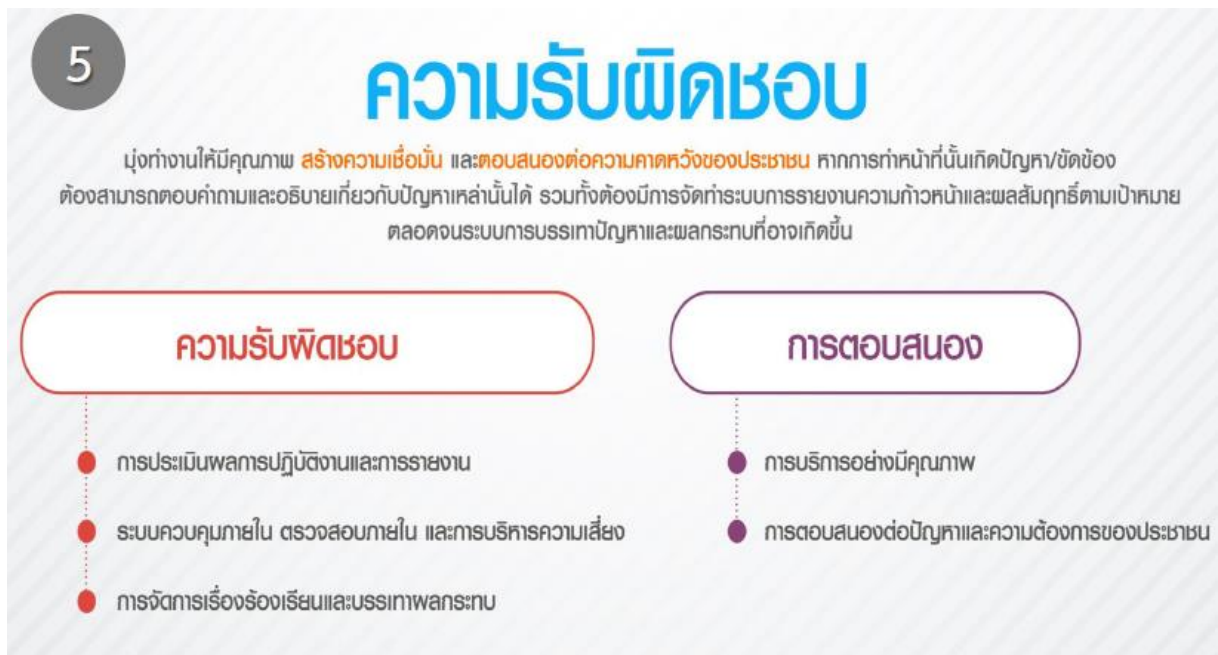 5
ความรับผิดชอบ
มุ่งทำงานให้มีคุณภาพ สร้างความเชื่อมั่น และตอบสนองต่อความคาดหวังของประชาชน หากการทำหน้าที่นั้นเกิดปัญหา/ขัดข้อง
ต้องสามารถตอบคำถามและอธิบายเกี่ยวกับปัญหาเหล่านั้นได้ รวมทั้งต้องมีการจัดทำระบบการรายงานความก้าวหน้าและผลสัมฤทธิ์ตามเป้าหมาย
ตลอดจนระบบการบรรเทาปัญหาและผลกระทบที่อาจเกิดขึ้น
ความรับผิดชอบ
การประเมินผลการปฏิบัติงานและการรายงาน
ระบบควบคุมภายใน ตรวจสอบภายใน และการบริหารความเสี่ยง
การจัดการเรื่องร้องเรียนและบรรเทาผลกระทบ
การตอบสนอง
การบริการอย่างมีคุณภาพ
การตอบสนองต่อปัญหาและความต้องการของประชาชน